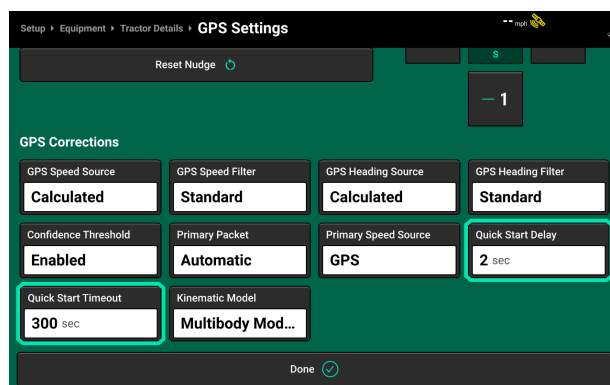 Setup ▸ Equipment ▸ Tractor Details ▸ GPS Settings -- mph
Reset Nudge
S
— 1
GPS Corrections
GPS Speed Source GPS Speed Filter GPS Heading Source GPS Heading Filter
Calculated Standard Calculated Standard
Confidence Threshold Primary Packet Primary Speed Source Quick Start Delay
Enabled Automatic GPS 2 sec
Quick Start Timeout Kinematic Model
300 sec Multibody Mod...
Done